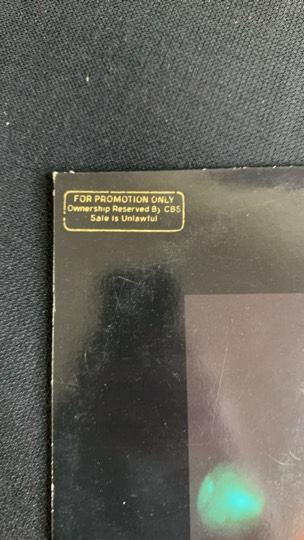 FOR PROMOTION ONLY
Ownership Reserved By CBS
Sale is Unlawful